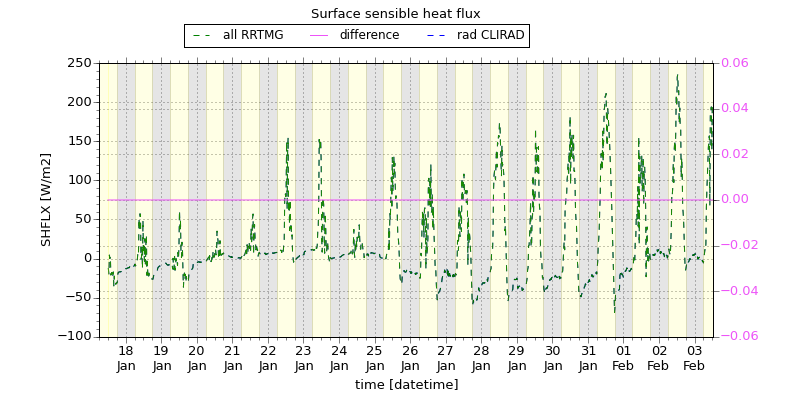 Surface sensible heat flux
all RRTMG difference rad CLIRAD
250 0.06
200 0.04
150 0.02
100 0.00
50 −0.02
0 −0.04
−50 −0.06
−100
SHFLX [W/m2]
18 19 20 21 22 23 24 25 26 27 28 29 30 31 01 02 03
Jan Jan Jan Jan Jan Jan Jan Jan Jan Jan Jan Jan Jan Jan Feb Feb Feb
time [datetime]